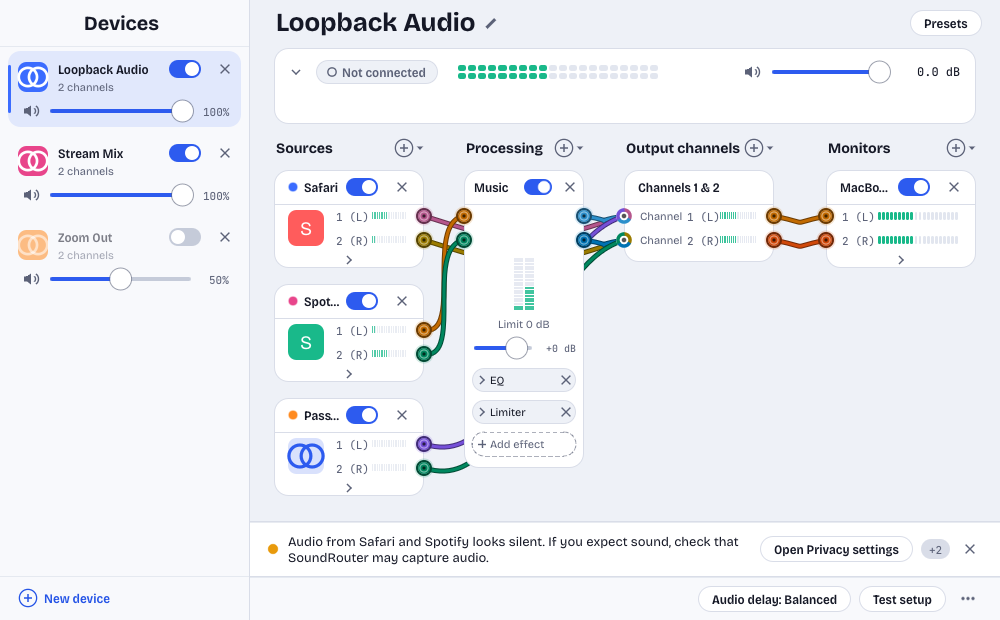 Devices
Loopback Audio
2 channels
100%
Stream Mix
2 channels
100%
Zoom Out
2 channels
50%
New device
Loopback Audio
Presets
Not connected
0.0 dB
Sources
Processing
Output channels
Monitors
Safari
S
1 (L)
2 (R)
Spot...
S
1 (L)
2 (R)
Pass...
1 (L)
2 (R)
Music
Limit 0 dB
+0 dB
EQ
Limiter
+ Add effect
Channels 1 & 2
Channel 1 (L)
Channel 2 (R)
MacBo...
1 (L)
2 (R)
Audio from Safari and Spotify looks silent. If you expect sound, check that
SoundRouter may capture audio.
Open Privacy settings
+2
Audio delay: Balanced
Test setup